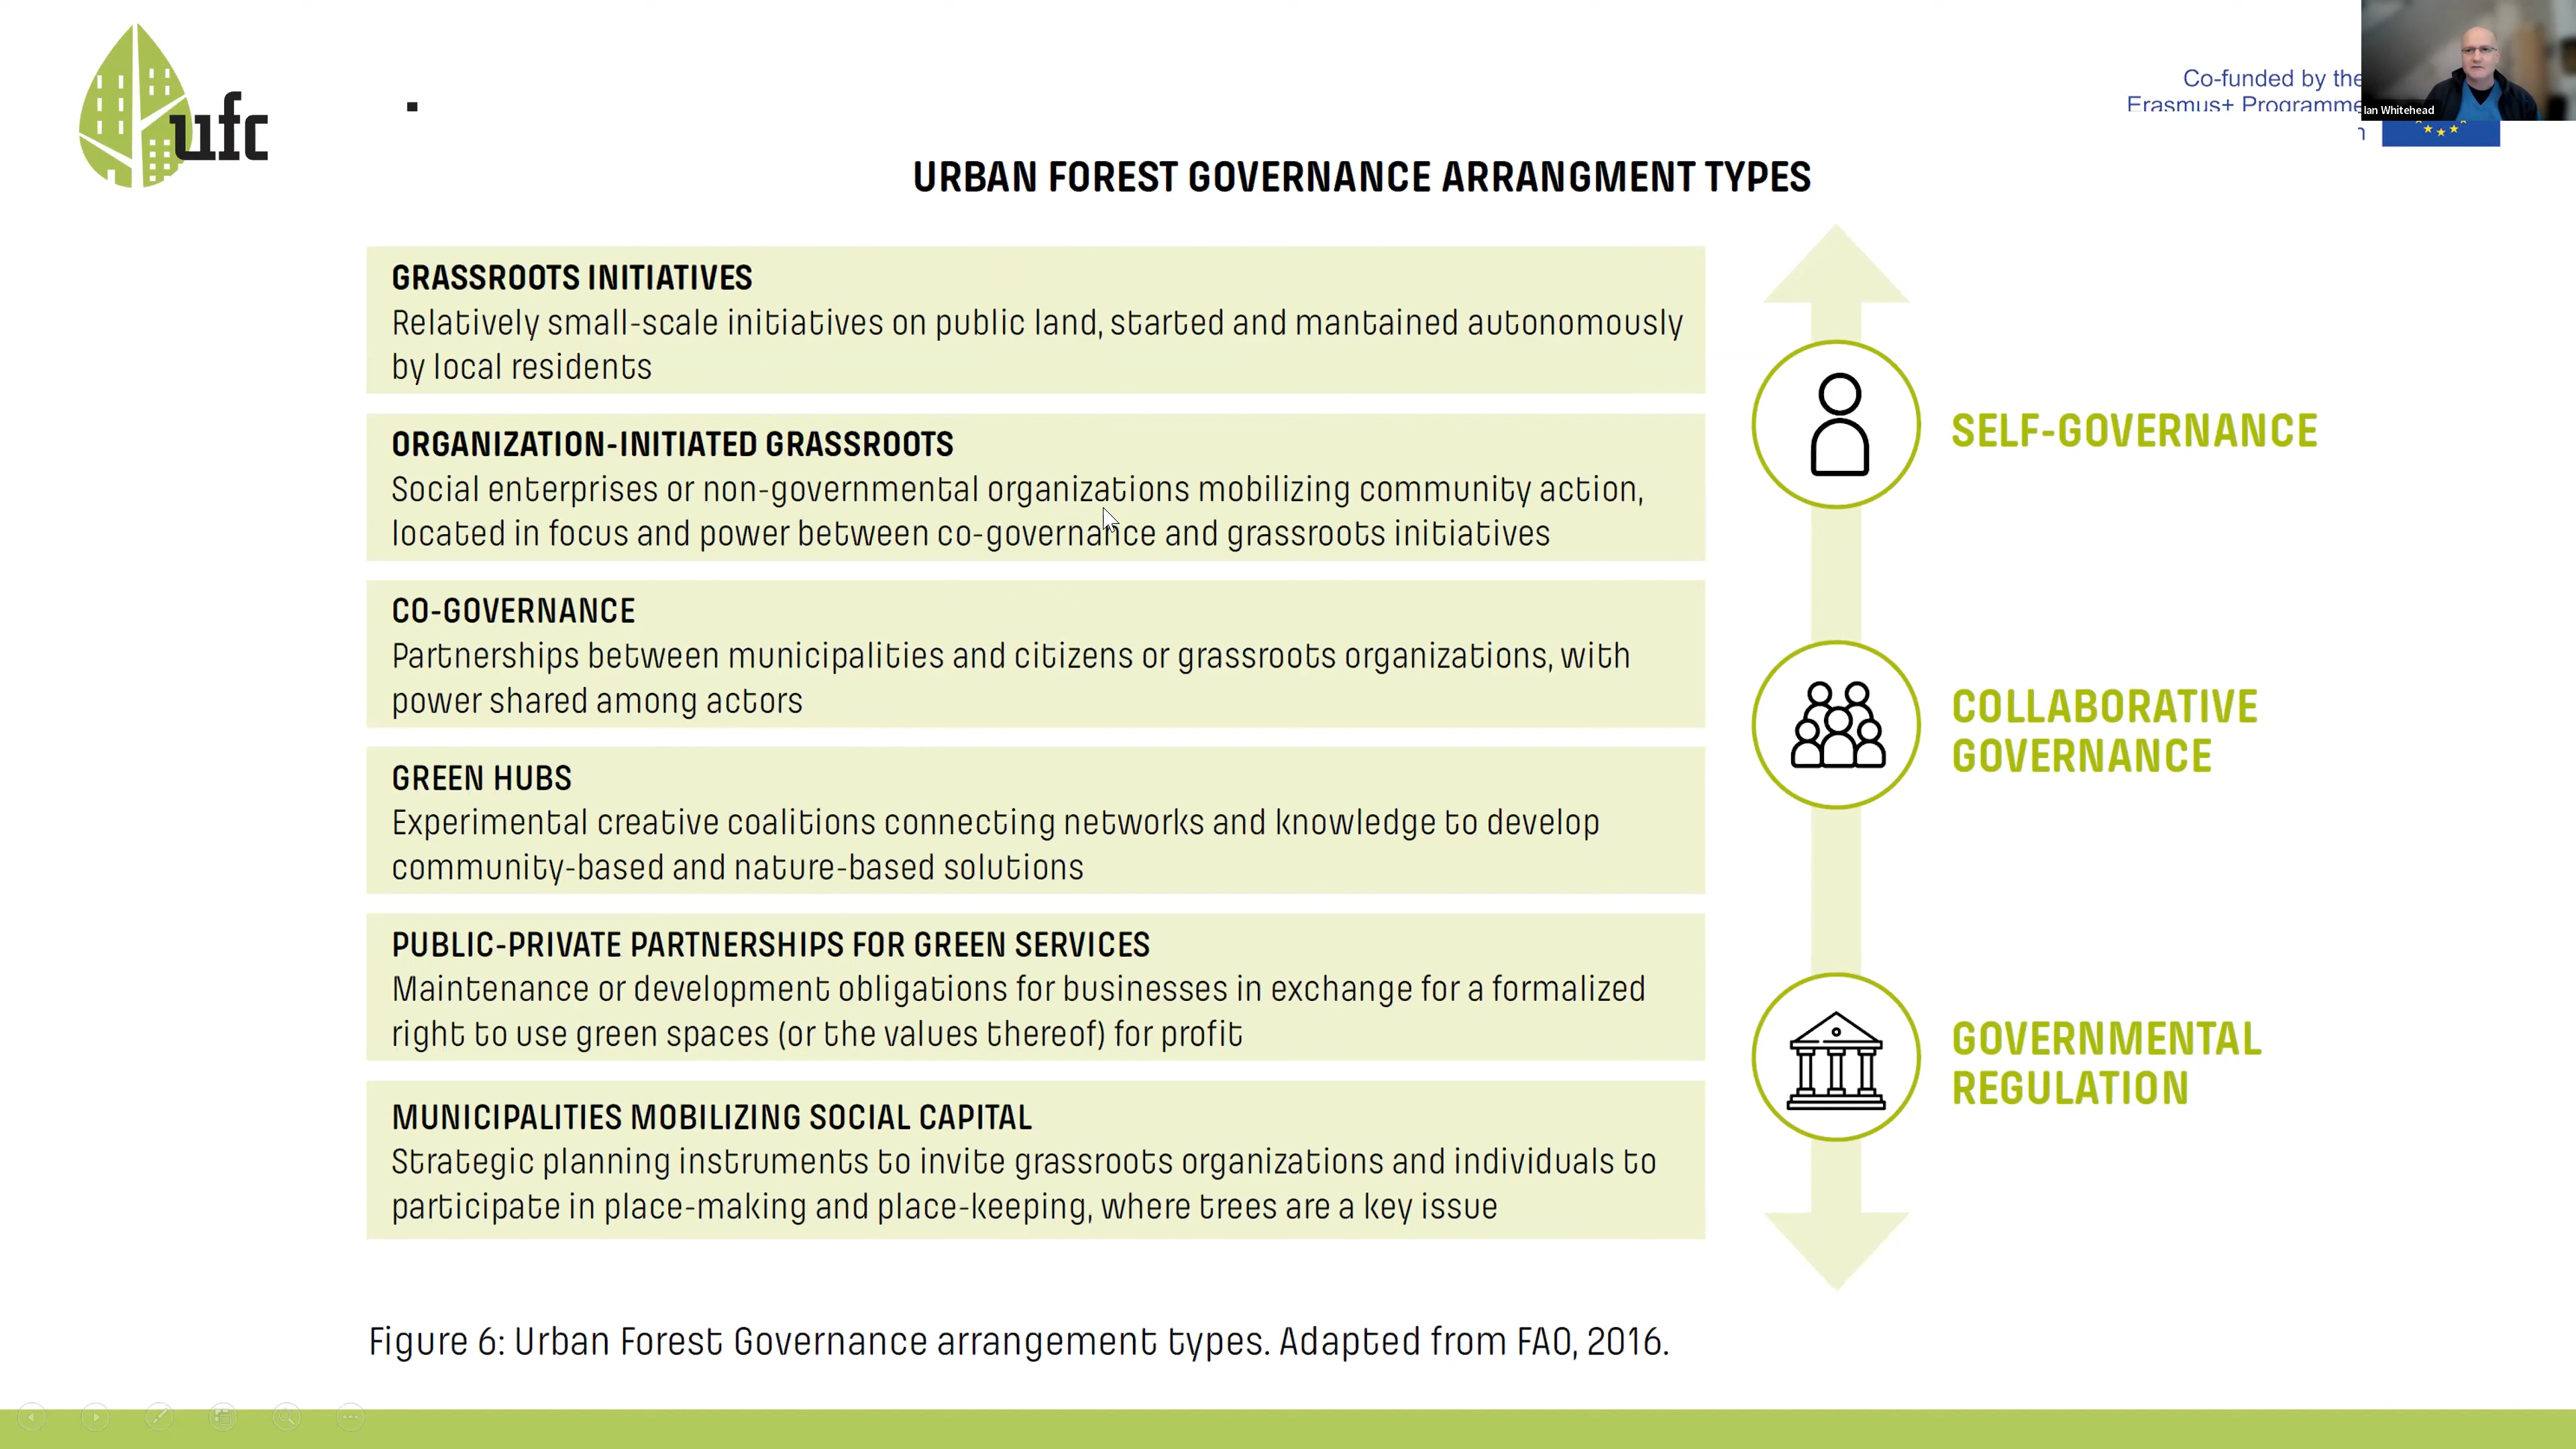 ufc
Co-funded by the
Erasmus+ Programme
Ian Whitehead
URBAN FOREST GOVERNANCE ARRANGMENT TYPES
GRASSROOTS INITIATIVES
Relatively small-scale initiatives on public land, started and mantained autonomously
by local residents
ORGANIZATION-INITIATED GRASSROOTS
Social enterprises or non-governmental organizations mobilizing community action,
located in focus and power between co-governance and grassroots initiatives
CO-GOVERNANCE
Partnerships between municipalities and citizens or grassroots organizations, with
power shared among actors
GREEN HUBS
Experimental creative coalitions connecting networks and knowledge to develop
community-based and nature-based solutions
PUBLIC-PRIVATE PARTNERSHIPS FOR GREEN SERVICES
Maintenance or development obligations for businesses in exchange for a formalized
right to use green spaces (or the values thereof) for profit
MUNICIPALITIES MOBILIZING SOCIAL CAPITAL
Strategic planning instruments to invite grassroots organizations and individuals to
participate in place-making and place-keeping, where trees are a key issue
SELF-GOVERNANCE
COLLABORATIVE
GOVERNANCE
GOVERNMENTAL
REGULATION
Figure 6: Urban Forest Governance arrangement types. Adapted from FAO, 2016.